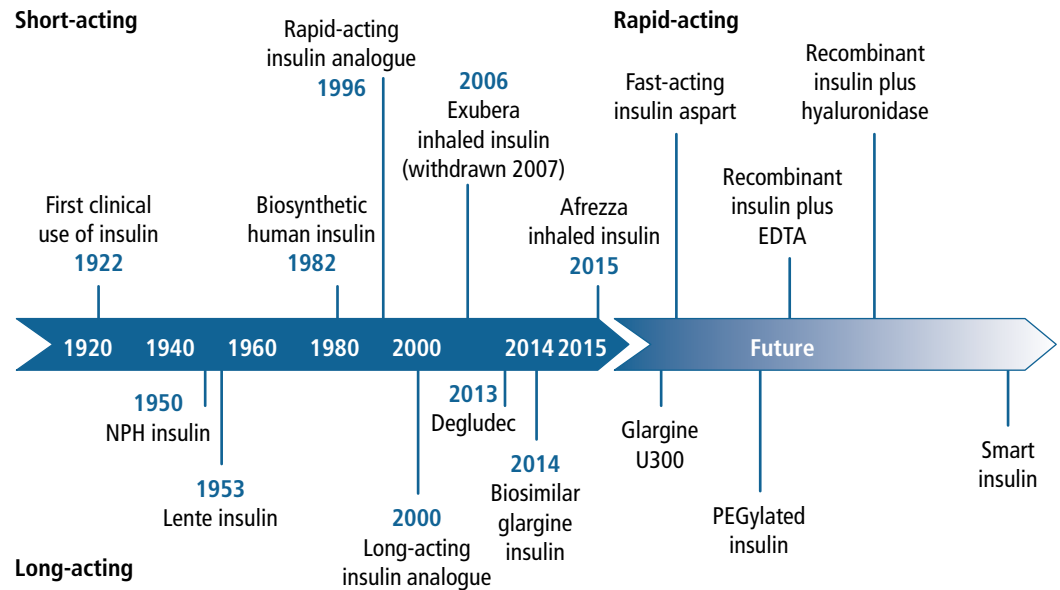 Short-acting
Rapid-acting
Rapid-acting
insulin analogue
1996
2006
Exubera
inhaled insulin
(withdrawn 2007)
Fast-acting
insulin aspart
Recombinant
insulin plus
hyaluronidase
First clinical
use of insulin
1922
Biosynthetic
human insulin
1982
Afrezza
inhaled insulin
2015
Recombinant
insulin plus
EDTA
1920 1940 1960 1980 2000 2014 2015 Future
1950
NPH insulin
1953
Lente insulin
2000
Long-acting
insulin analogue
2013
Degludec
2014
Biosimilar
glargine
insulin
Glargine
U300
PEGylated
insulin
Smart
insulin
Long-acting